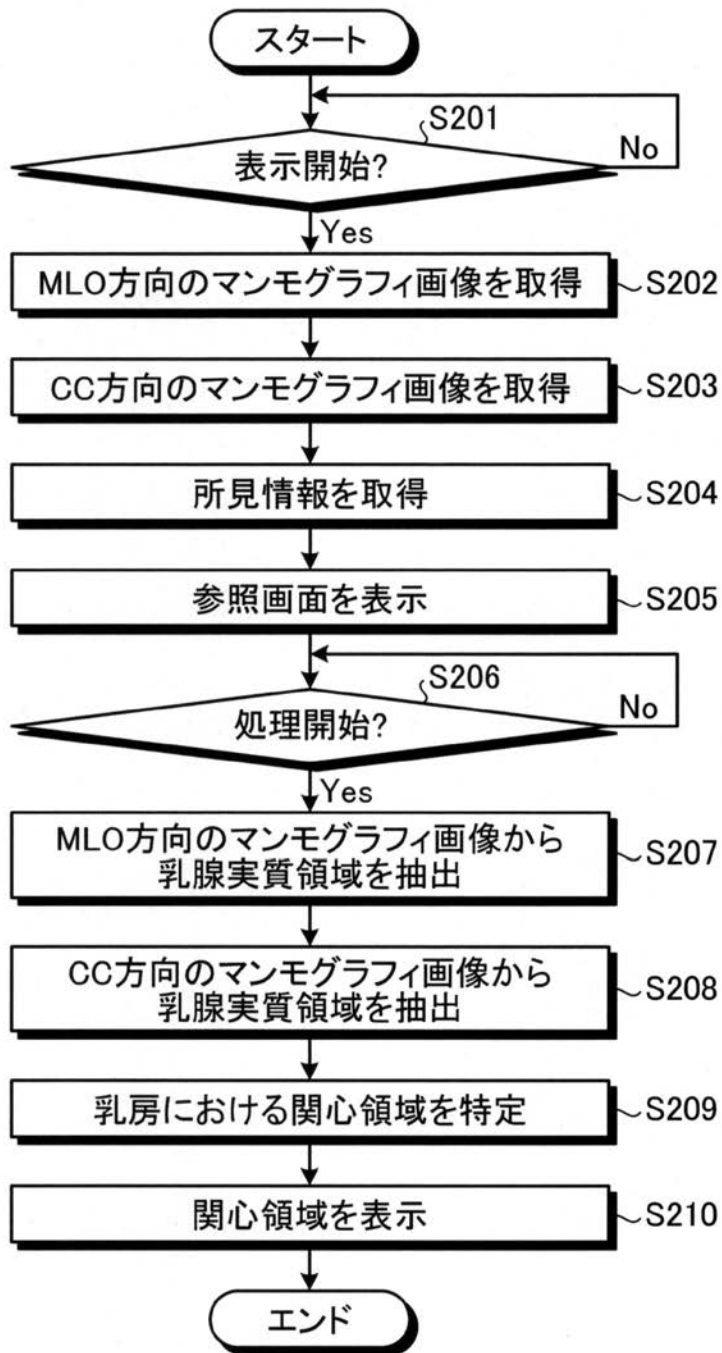 スタート
S201
表示開始?
No
Yes
MLO方向のマンモグラフィ画像を取得
S202
CC方向のマンモグラフィ画像を取得
S203
所見情報を取得
S204
参照画面を表示
S205
S206
処理開始?
No
Yes
MLO方向のマンモグラフィ画像から
乳腺実質領域を抽出
S207
CC方向のマンモグラフィ画像から
乳腺実質領域を抽出
S208
乳房における関心領域を特定
S209
関心領域を表示
S210
エンド